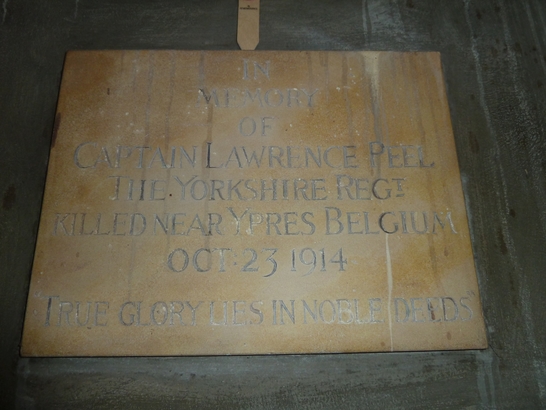 IN
MEMORY
OF
CAPTAIN LAWRENCE PEEL
THE YORKSHIRE REGT
KILLED NEAR YPRES BELGIUM
OCT: 23 1914
"TRUE GLORY LIES IN NOBLE DEEDS"